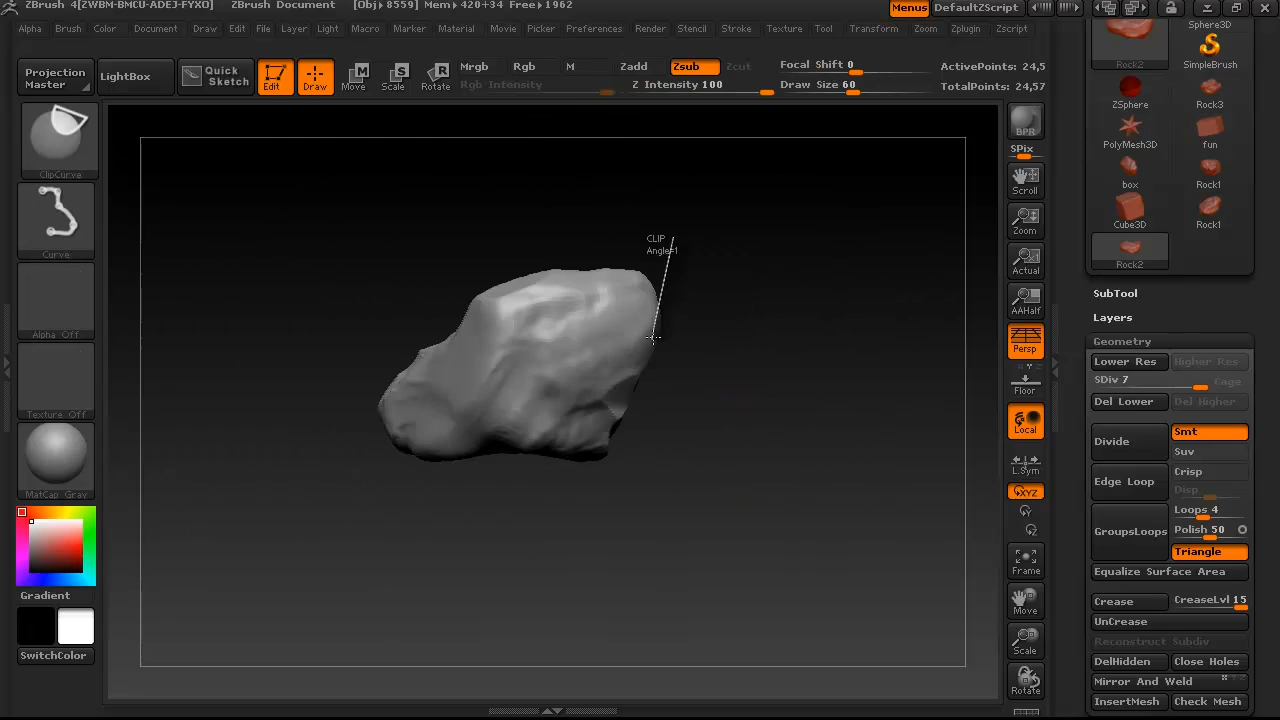 ZBrush 4[ZWBM-BMCU-ADEJ-FYXO] ZBrush Document [Obj] 8559] Mem▸420+34 Free▸1962 Menus DefaultZScript
Alpha Brush Color Document Draw Edit File Layer Light Macro Marker Material Movie Picker Preferences Render Stencil Stroke Texture Tool Transform Zoom Zplugin Zscript
Projection Master
LightBox
Quick Sketch
Edit
Draw
Move
Scale
Rotate
Mrgb Rgb M
Rgb Intensity
Zadd Zsub Zcut
Z Intensity 100
Focal Shift 0
Draw Size 60
ActivePoints: 24,5
TotalPoints: 24,57
ClipCurve
Curve
Alpha Off
Texture Off
MatCap Gray
Gradient
SwitchColor
CLIP
Angle=1
BPR
SPix
Scroll
Zoom
Actual
AAHalf
Persp
Floor
Local
L.Sym
XYZ
Y
Z
Frame
Move
Scale
Rotate
Sphere3D
Rock2
SimpleBrush
ZSphere
Rock3
PolyMesh3D
fun
box
Rock1
Cube3D
Rock1
Rock2
SubTool
Layers
Geometry
Lower Res Higher Res
SDiv 7 Cage
Del Lower Del Higher
Divide
Smt
Suv
Edge Loop
Crisp
Disp
GroupsLoops
Loops 4
Polish 50
Triangle
Equalize Surface Area
Crease CreaseLvl 15
UnCrease
Reconstruct Subdiv
DelHidden Close Holes
Mirror And Weld
InsertMesh Check Mesh